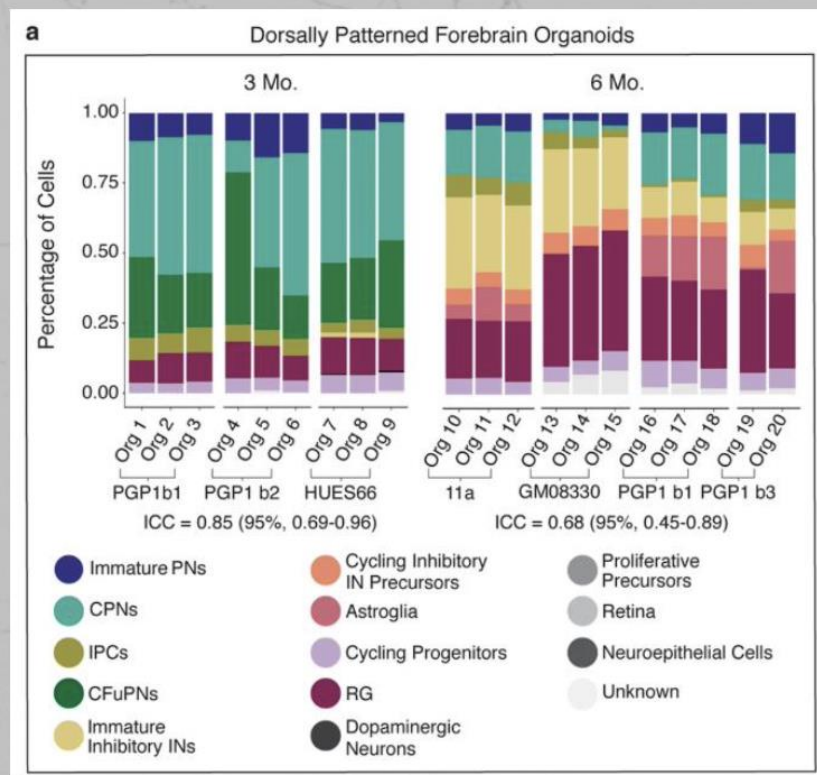 a
Dorsally Patterned Forebrain Organoids
3 Mo.
6 Mo.
Percentage of Cells
1.00
0.75
0.50
0.25
0.00
Org 1
Org 2
Org 3
Org 4
Org 5
Org 6
Org 7
Org 8
Org 9
Org 10
Org 11
Org 12
Org 13
Org 14
Org 15
Org 16
Org 17
Org 18
Org 19
Org 20
PGP1b1
PGP1 b2
HUES66
11a
GM08330
PGP1 b1
PGP1 b3
ICC = 0.85 (95%, 0.69-0.96)
ICC = 0.68 (95%, 0.45-0.89)
Immature PNs
CPNs
IPCs
CFuPNs
Immature
Inhibitory INs
Cycling Inhibitory
IN Precursors
Astroglia
Cycling Progenitors
RG
Dopaminergic
Neurons
Proliferative
Precursors
Retina
Neuroepithelial Cells
Unknown